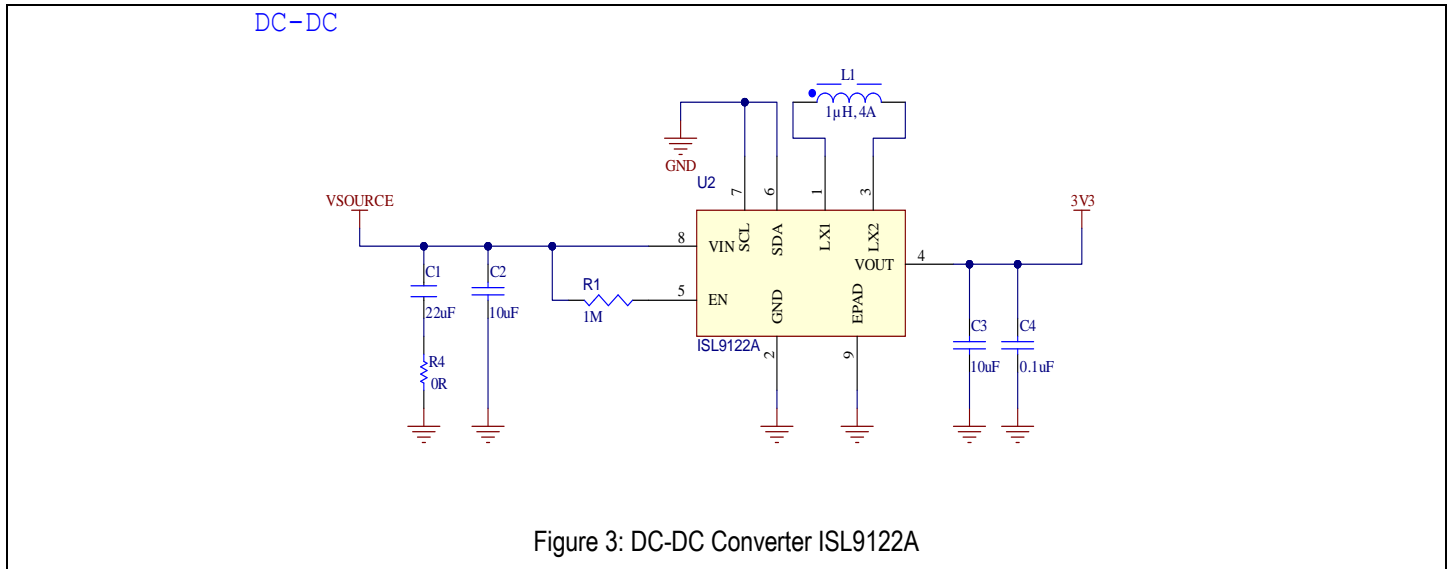 DC-DC
L1
1µH, 4A
GND
U2
7
6
1
3
VSOURCE
3V3
SCL
SDA
LX1
LX2
8
VIN
VOUT
4
C1
22uF
C2
10uF
R1
1M
5
EN
GND
EPAD
ISL9122A
2
9
R4
0R
C3
10uF
C4
0.1uF
Figure 3: DC-DC Converter ISL9122A